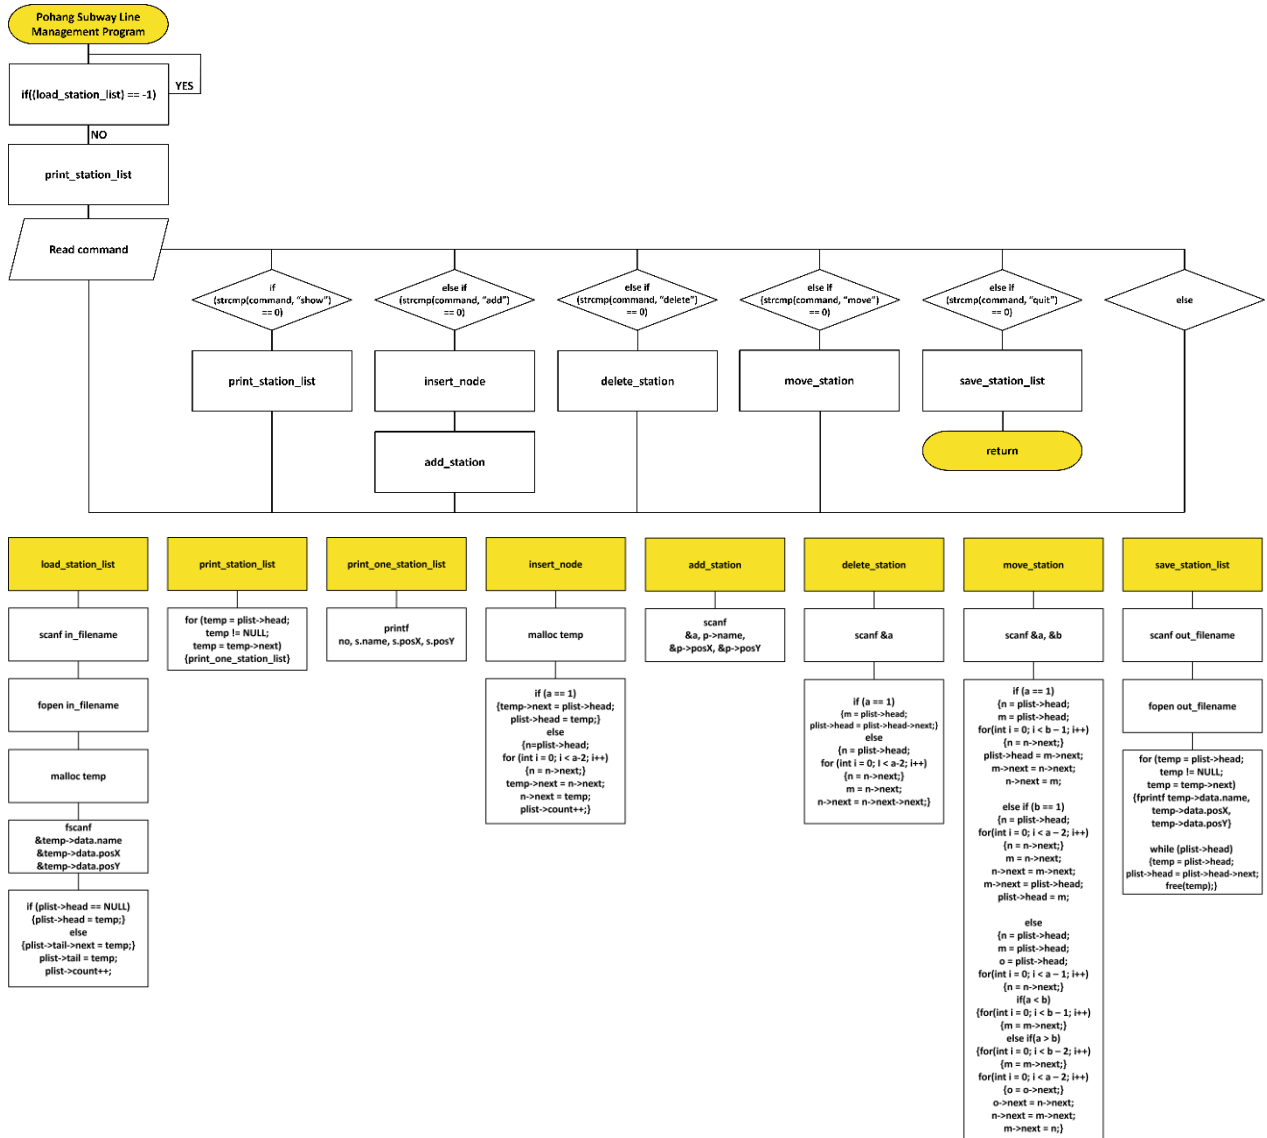 Pohang Subway Line
Management Program
YES
if((load_station_list) == -1)
NO
print_station_list
Read command
if
(strcmp(command, “show”)
== 0)
else if
(strcmp(command, “add”)
== 0)
else if
(strcmp(command, “delete”)
== 0)
else if
(strcmp(command, “move”)
== 0)
else if
(strcmp(command, “quit”)
== 0)
else
print_station_list
insert_node
delete_station
move_station
save_station_list
add_station
return
load_station_list
scanf in_filename
fopen in_filename
malloc temp
fscanf
&temp->data.name
&temp->data.posX
&temp->data.posY
if (plist->head == NULL)
{plist->head = temp;}
else
{plist->tail->next = temp;}
plist->tail = temp;
plist->count++;
print_station_list
for (temp = plist->head;
temp != NULL;
temp = temp->next)
{print_one_station_list}
print_one_station_list
printf
no, s.name, s.posX, s.posY
insert_node
malloc temp
if (a == 1)
{temp->next = plist->head;
plist->head = temp;}
else
{n=plist->head;
for (int i = 0; i < a-2; i++)
{n = n->next;}
temp->next = n->next;
n->next = temp;
plist->count++;}
add_station
scanf
&a, p->name,
&p->posX, &p->posY
delete_station
scanf &a
if (a == 1)
{m = plist->head;
plist->head = plist->head->next;}
else
{n = plist->head;
for (int i = 0; I < a-2; i++)
{n = n->next;}
m = n->next;
n->next = n->next->next;}
move_station
scanf &a, &b
if (a == 1)
{n = plist->head;
m = plist->head;
for(int i = 0; i < b – 1; i++)
{n = n->next;}
plist->head = m->next;
m->next = n->next;
n->next = m;
else if (b == 1)
{n = plist->head;
for(int i = 0; i < a – 2; i++)
{n = n->next;}
m = n->next;
n->next = m->next;
m->next = plist->head;
plist->head = m;
else
{n = plist->head;
m = plist->head;
o = plist->head;
for(int i = 0; i < a – 1; i++)
{n = n->next;}
if(a < b)
{for(int i = 0; i < b – 1; i++)
{m = m->next;}
else if(a > b)
{for(int i = 0; i < b – 2; i++)
{m = m->next;}
for(int i = 0; i < a – 2; i++)
{o = o->next;}
o->next = n->next;
n->next = m->next;
m->next = n;}
save_station_list
scanf out_filename
fopen out_filename
for (temp = plist->head;
temp != NULL;
temp = temp->next)
{fprintf temp->data.name,
temp->data.posX,
temp->data.posY}
while (plist->head)
{temp = plist->head;
plist->head = plist->head->next;
free(temp);}